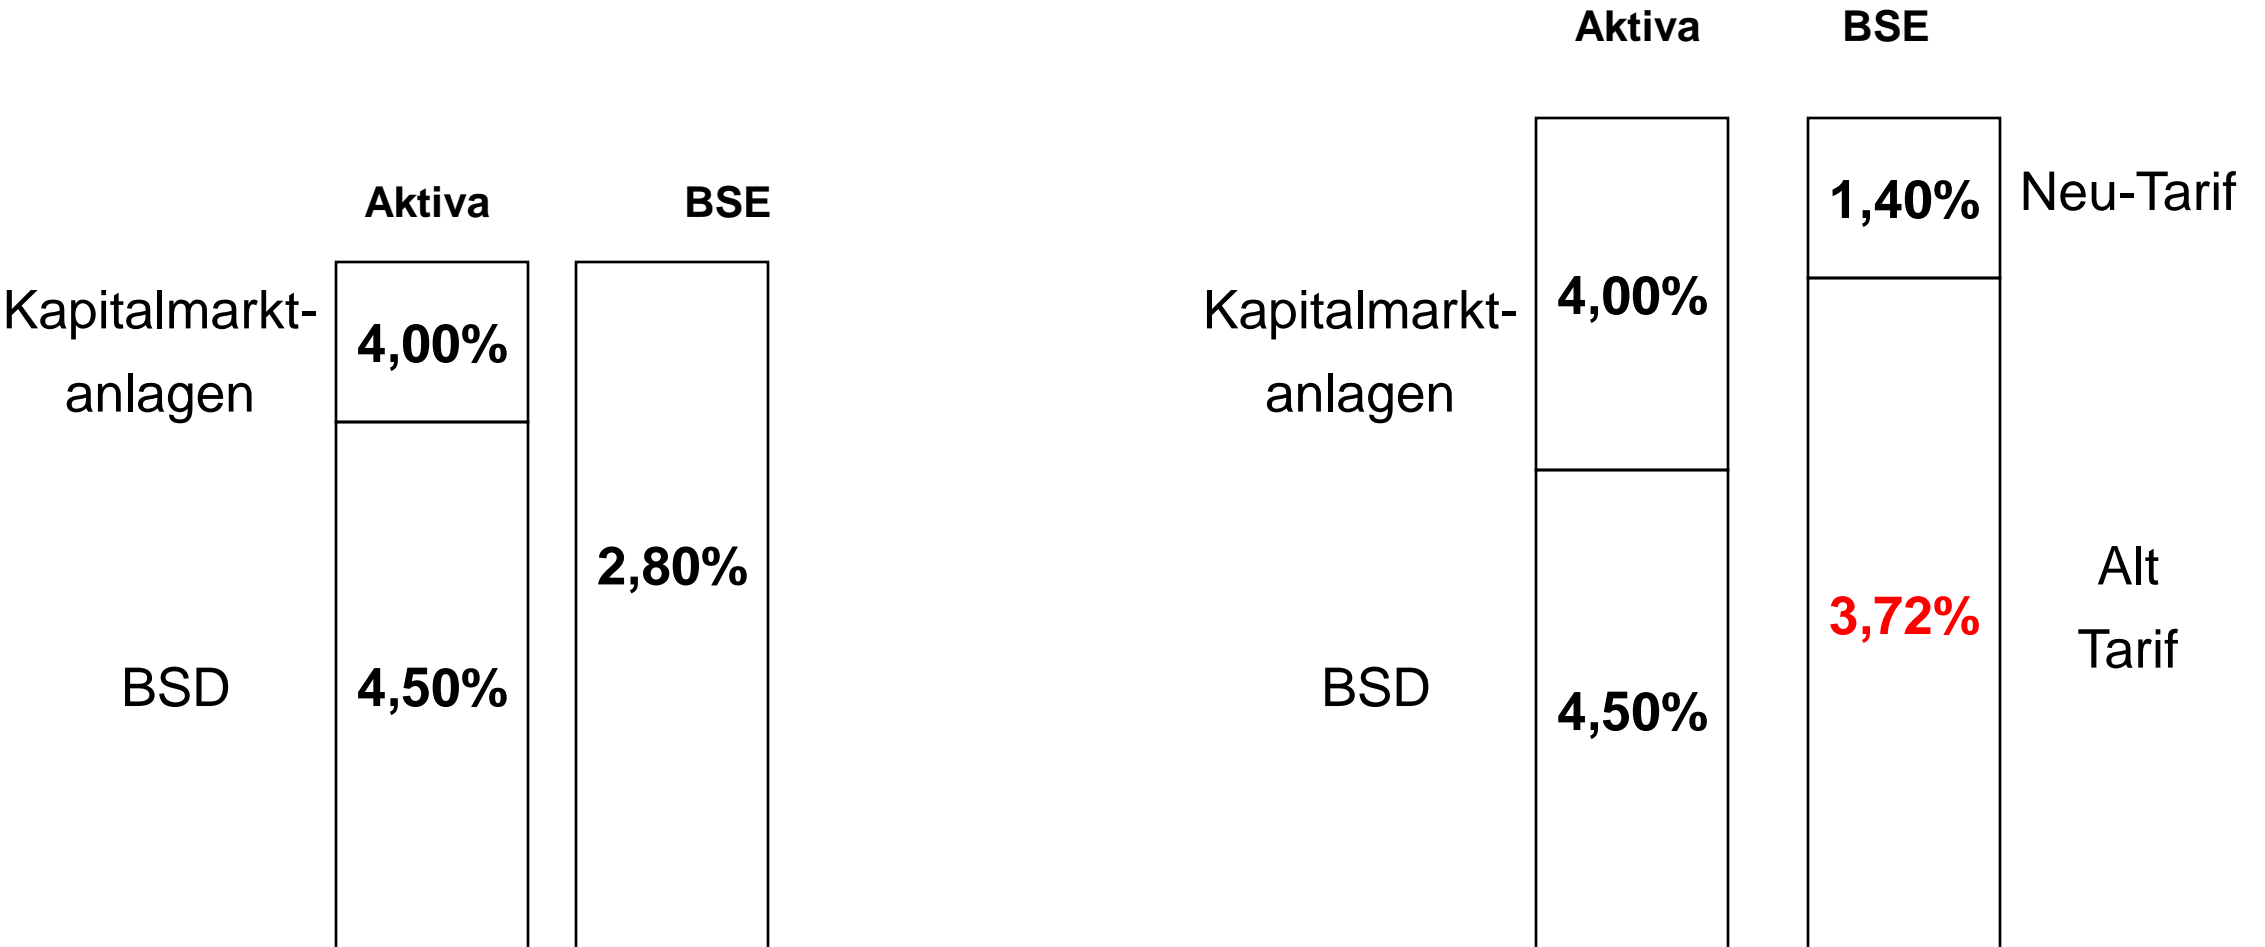 Aktiva BSE
Kapitalmarkt-
anlagen
4,00%
2,80%
BSD
4,50%
Aktiva BSE
1,40%
Neu-Tarif
Kapitalmarkt-
anlagen
4,00%
Alt
Tarif
3,72%
BSD
4,50%